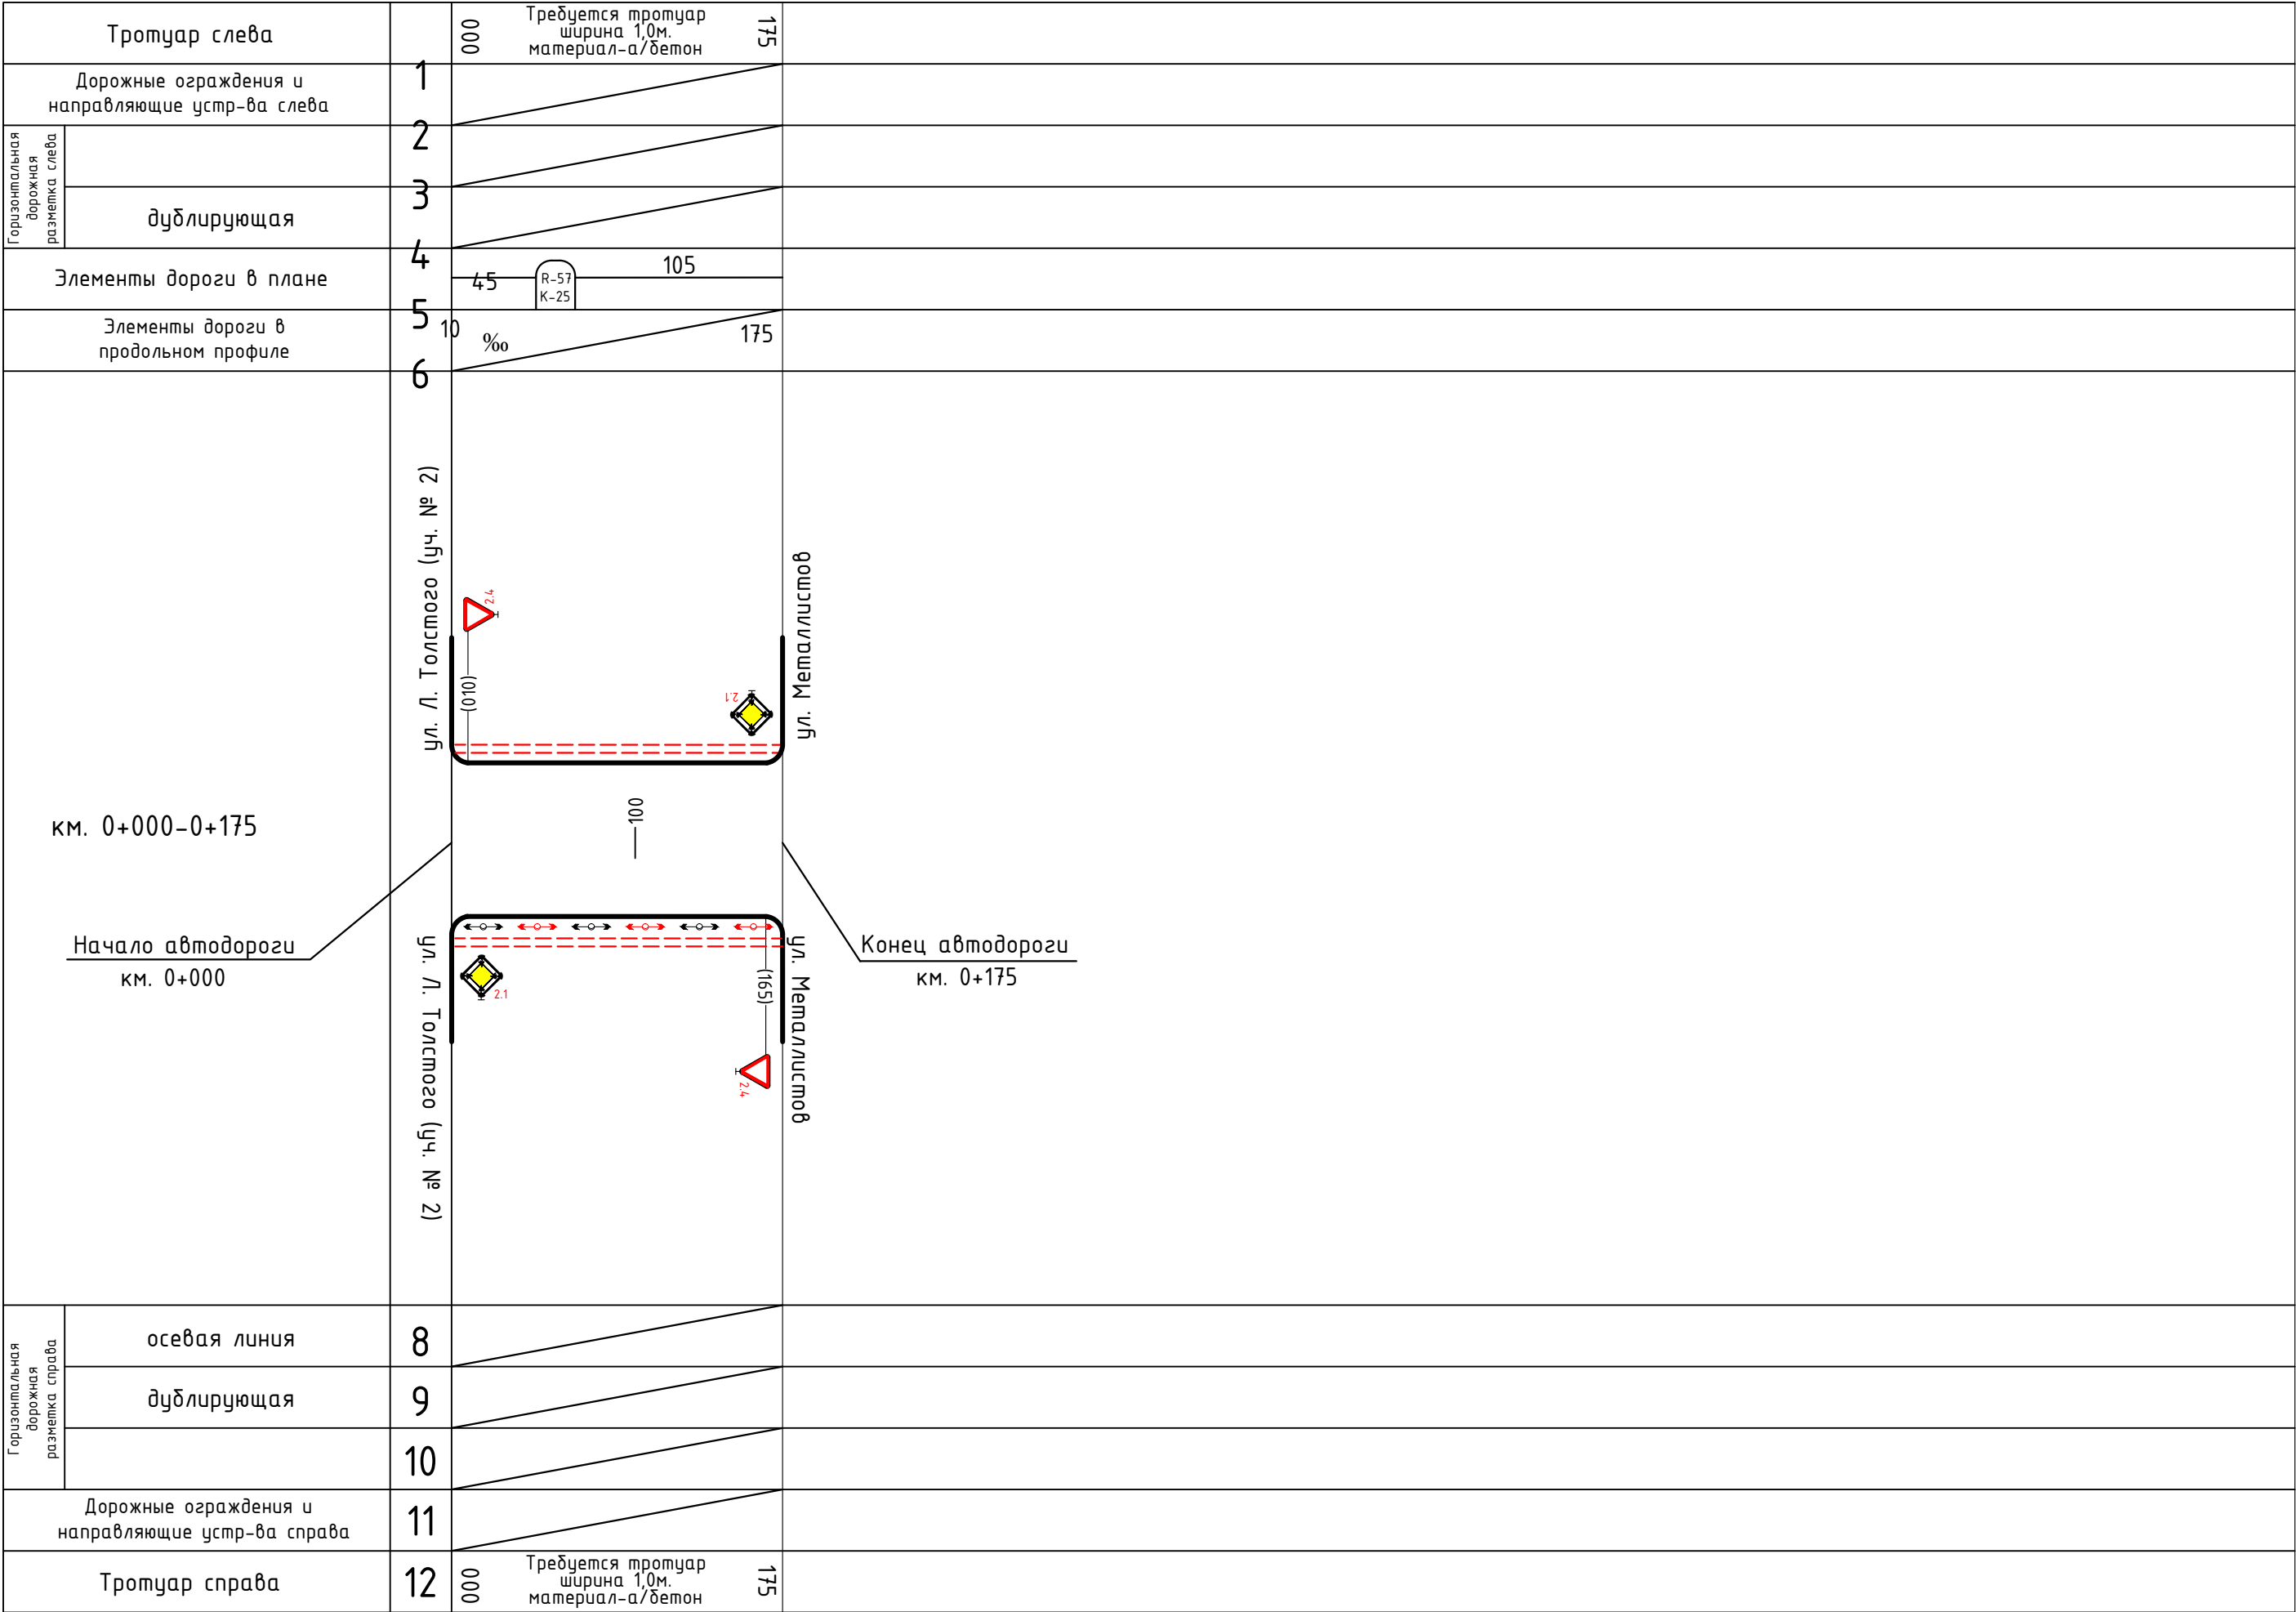 Тротуар слева
000
Требуется тротуар
ширина 1,0м.
материал-а/бетон
175
1
Дорожные ограждения и
направляющие устр-ва слева
2
Горизонтальная
дорожная
разметка слева
3
дублирующая
4
Элементы дороги в плане
45
R-57
К-25
105
5
Элементы дороги в
продольном профиле
10
‰
175
6
ул. Л. Толстого (уч. № 2)
2.4
(010)
2.1
ул. Металлистов
км. 0+000-0+175
100
Начало автодороги
км. 0+000
Конец автодороги
км. 0+175
ул. Л. Толстого (уч. № 2)
2.1
(165)
2.4
ул. Металлистов
Горизонтальная
дорожная
разметка справа
осевая линия
8
дублирующая
9
10
Дорожные ограждения и
направляющие устр-ва справа
11
Тротуар справа
12
000
Требуется тротуар
ширина 1,0м.
материал-а/бетон
175